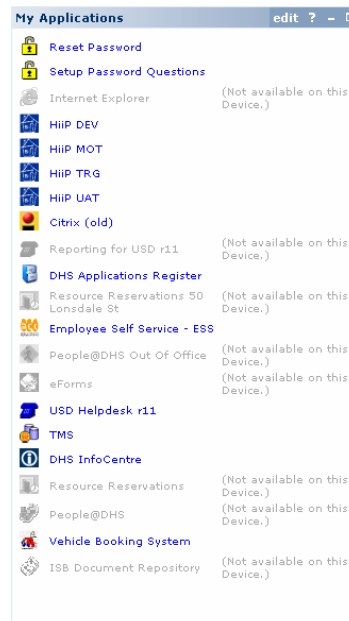 My Applications edit ? –
Reset Password
Setup Password Questions
Internet Explorer (Not available on this
Device.)
HiiP DEV
HiiP MOT
HiiP TRG
HiiP UAT
Citrix (old)
Reporting for USD r11 (Not available on this
Device.)
DHS Applications Register
Resource Reservations 50 (Not available on this
Lonsdale St Device.)
Employee Self Service - ESS
People@DHS Out Of Office (Not available on this
Device.)
eForms (Not available on this
Device.)
USD Helpdesk r11
TMS
DHS InfoCentre
Resource Reservations (Not available on this
Device.)
People@DHS (Not available on this
Device.)
Vehicle Booking System
ISB Document Repository (Not available on this
Device.)